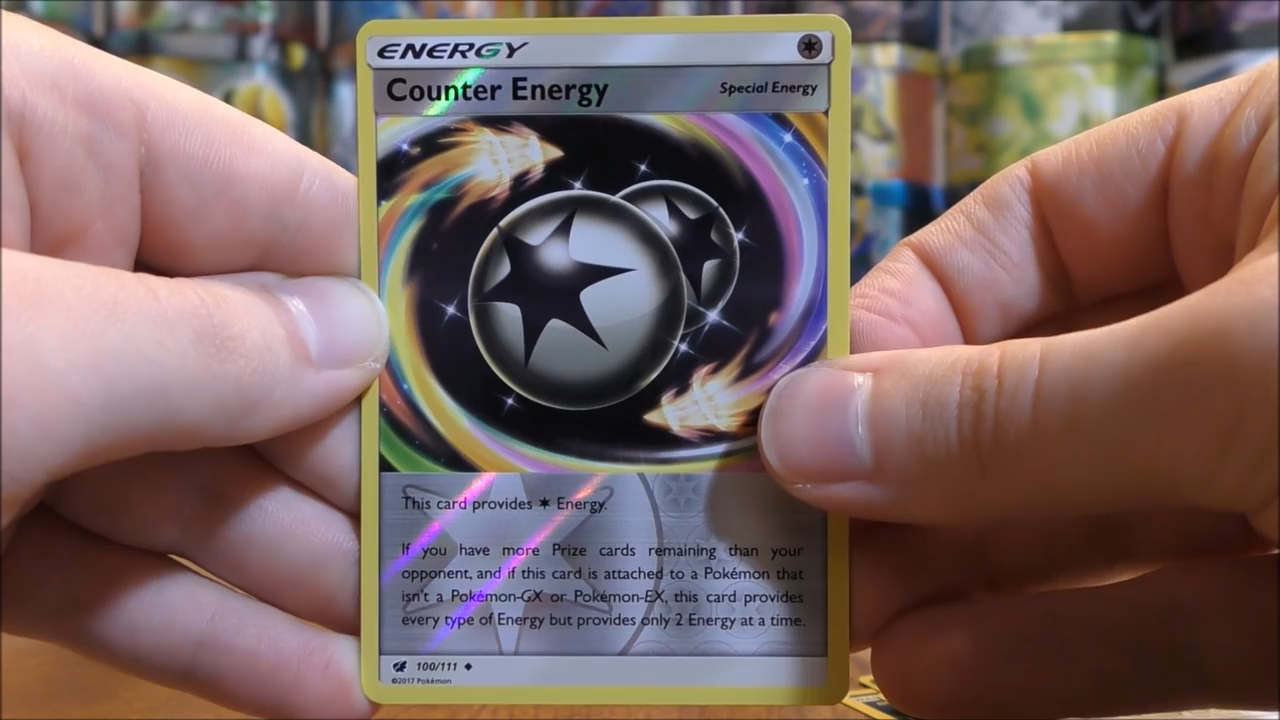 ENERGY
Counter Energy Special Energy
This card provides Energy.
If you have more Prize cards remaining than your
opponent, and if this card is attached to a Pokémon that
isn't a Pokémon-GX or Pokémon-EX, this card provides
every type of Energy but provides only 2 Energy at a time.
100/111
©2017 Pokémon